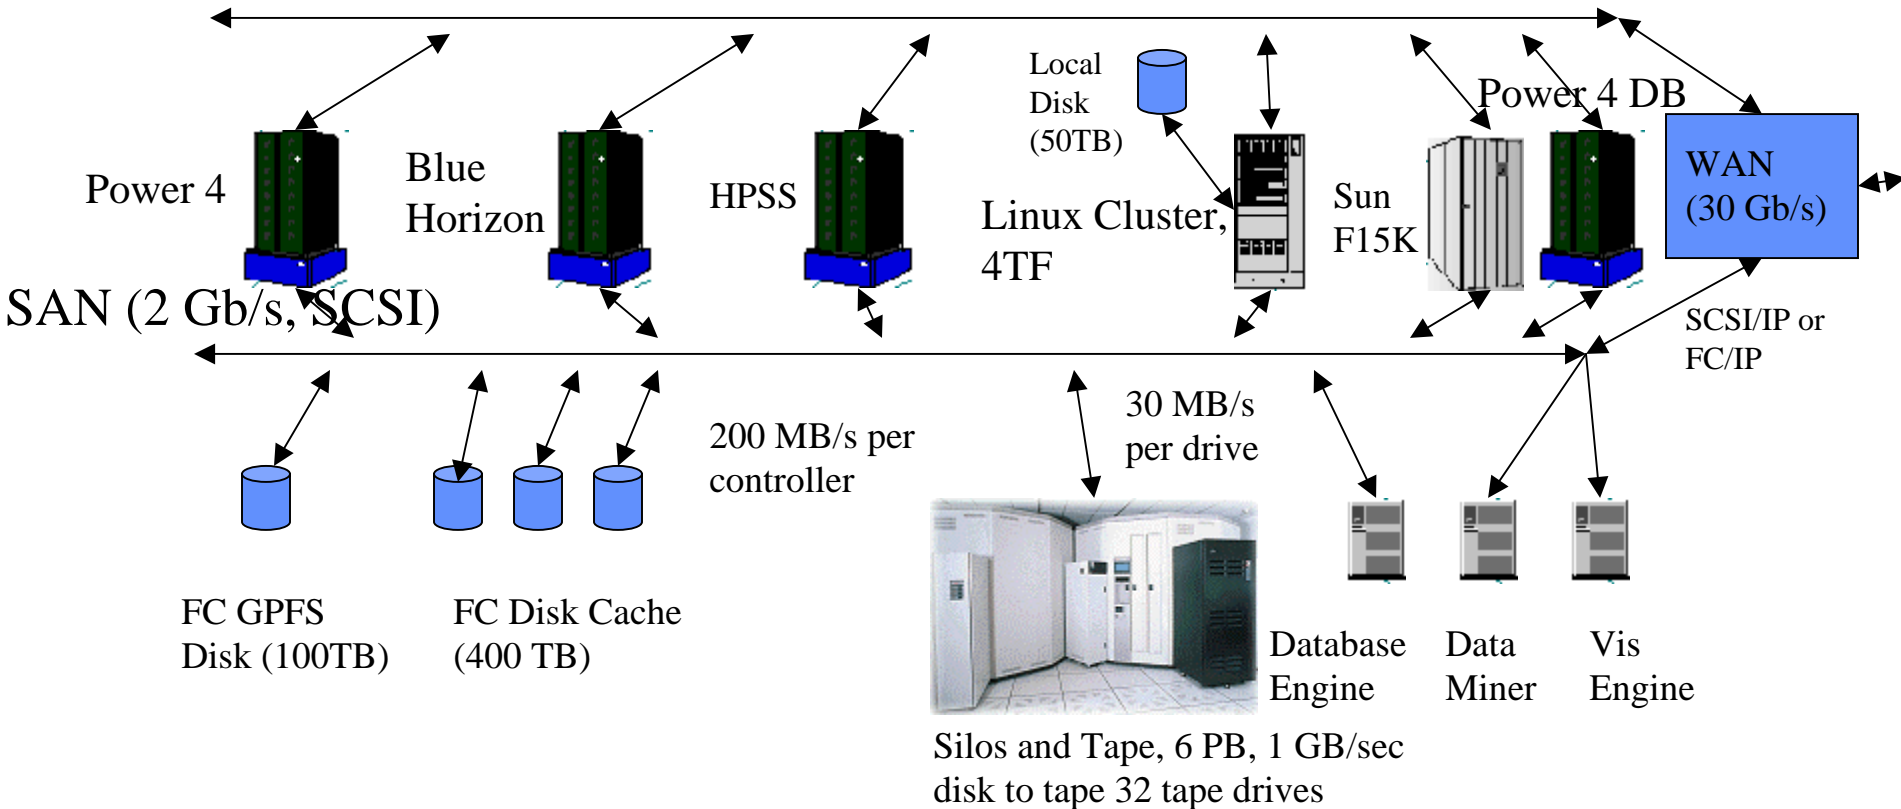 Local
Disk
(50TB)
Power 4 DB
Power 4
Blue
Horizon
HPSS
Linux Cluster,
4TF
Sun
F15K
WAN
(30 Gb/s)
SAN (2 Gb/s, SCSI)
SCSI/IP or
FC/IP
200 MB/s per
controller
30 MB/s
per drive
FC GPFS
Disk (100TB)
FC Disk Cache
(400 TB)
Database
Engine
Data
Miner
Vis
Engine
Silos and Tape, 6 PB, 1 GB/sec
disk to tape 32 tape drives